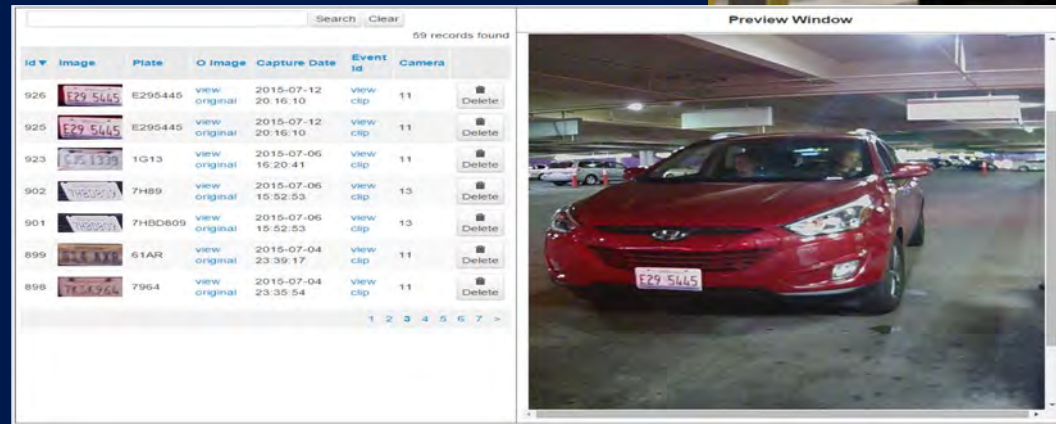 Search Clear
59 records found
Id▼ Image Plate O Image Capture Date Event Id Camera
926 E29 5445 E295445 view original 2015-07-12 20:16:10 view clip 11 Delete
925 E29 5445 E295445 view original 2015-07-12 20:16:10 view clip 11 Delete
923 1G13 view original 2015-07-06 16:20:41 view clip 11 Delete
902 7H89 view original 2015-07-06 15:52:53 view clip 13 Delete
901 7HBD809 view original 2015-07-06 15:52:53 view clip 13 Delete
899 61AR view original 2015-07-04 23:39:17 view clip 11 Delete
898 7964 view original 2015-07-04 23:35:54 view clip 11 Delete
1 2 3 4 5 6 7 >
Preview Window
E29 5445